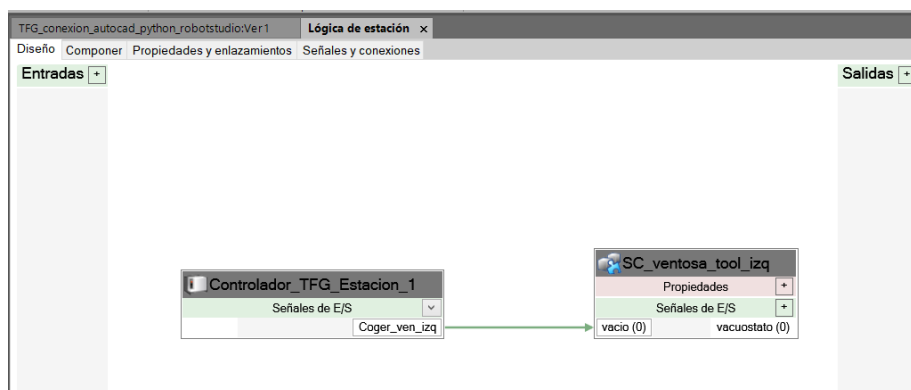 TFG_conexion_autocad_python_robotstudio:Ver1 Lógica de estación x
Diseño Componer Propiedades y enlazamientos Señales y conexiones
Entradas + Salidas +
SC_ventosa_tool_izq
Controlador_TFG_Estacion_1 Propiedades +
Señales de E/S Señales de E/S +
Coger_ven_izq vacio (0) vacuostato (0)